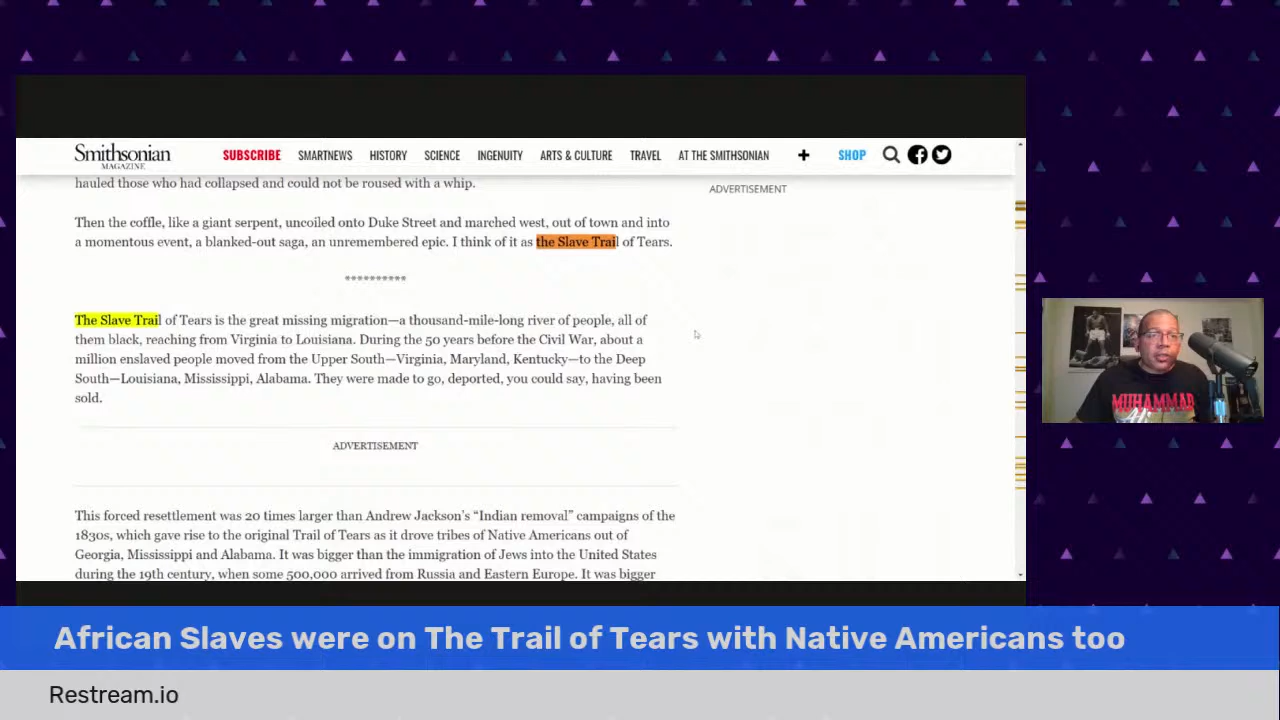 Smithsonian
MAGAZINE
SUBSCRIBE SMARTNEWS HISTORY SCIENCE INGENUITY ARTS & CULTURE TRAVEL AT THE SMITHSONIAN + SHOP
hauled those who had collapsed and could not be roused with a whip.
ADVERTISEMENT
Then the coffle, like a giant serpent, uncoiled onto Duke Street and marched west, out of town and into
a momentous event, a blanked-out saga, an unremembered epic. I think of it as the Slave Trail of Tears.
**********
The Slave Trail of Tears is the great missing migration—a thousand-mile-long river of people, all of
them black, reaching from Virginia to Louisiana. During the 50 years before the Civil War, about a
million enslaved people moved from the Upper South—Virginia, Maryland, Kentucky—to the Deep
South—Louisiana, Mississippi, Alabama. They were made to go, deported, you could say, having been
sold.
ADVERTISEMENT
This forced resettlement was 20 times larger than Andrew Jackson's “Indian removal” campaigns of the
1830s, which gave rise to the original Trail of Tears as it drove tribes of Native Americans out of
Georgia, Mississippi and Alabama. It was bigger than the immigration of Jews into the United States
during the 19th century, when some 500,000 arrived from Russia and Eastern Europe. It was bigger
MUHAMMAD
African Slaves were on The Trail of Tears with Native Americans too
Restream.io